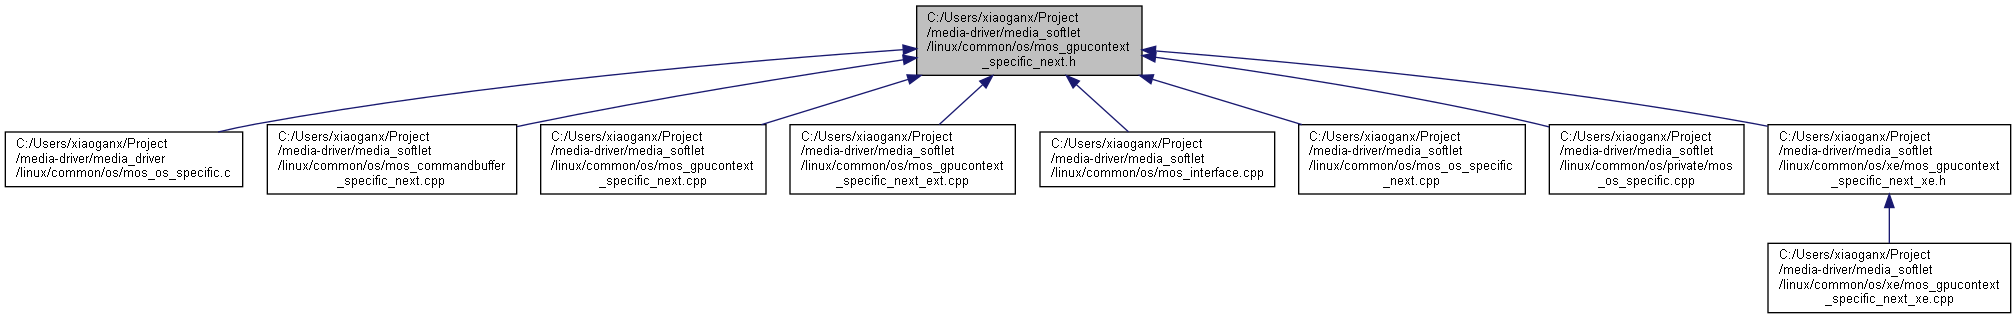 C:/Users/xiaoganx/Project
/media-driver/media_softlet
/linux/common/os/mos_gpucontext
_specific_next.h
C:/Users/xiaoganx/Project
/media-driver/media_driver
/linux/common/os/mos_os_specific.c
C:/Users/xiaoganx/Project
/media-driver/media_softlet
/linux/common/os/mos_commandbuffer
_specific_next.cpp
C:/Users/xiaoganx/Project
/media-driver/media_softlet
/linux/common/os/mos_gpucontext
_specific_next.cpp
C:/Users/xiaoganx/Project
/media-driver/media_softlet
/linux/common/os/mos_gpucontext
_specific_next_ext.cpp
C:/Users/xiaoganx/Project
/media-driver/media_softlet
/linux/common/os/mos_interface.cpp
C:/Users/xiaoganx/Project
/media-driver/media_softlet
/linux/common/os/mos_os_specific
_next.cpp
C:/Users/xiaoganx/Project
/media-driver/media_softlet
/linux/common/os/private/mos
_os_specific.cpp
C:/Users/xiaoganx/Project
/media-driver/media_softlet
/linux/common/os/xe/mos_gpucontext
_specific_next_xe.h
C:/Users/xiaoganx/Project
/media-driver/media_softlet
/linux/common/os/xe/mos_gpucontext
_specific_next_xe.cpp